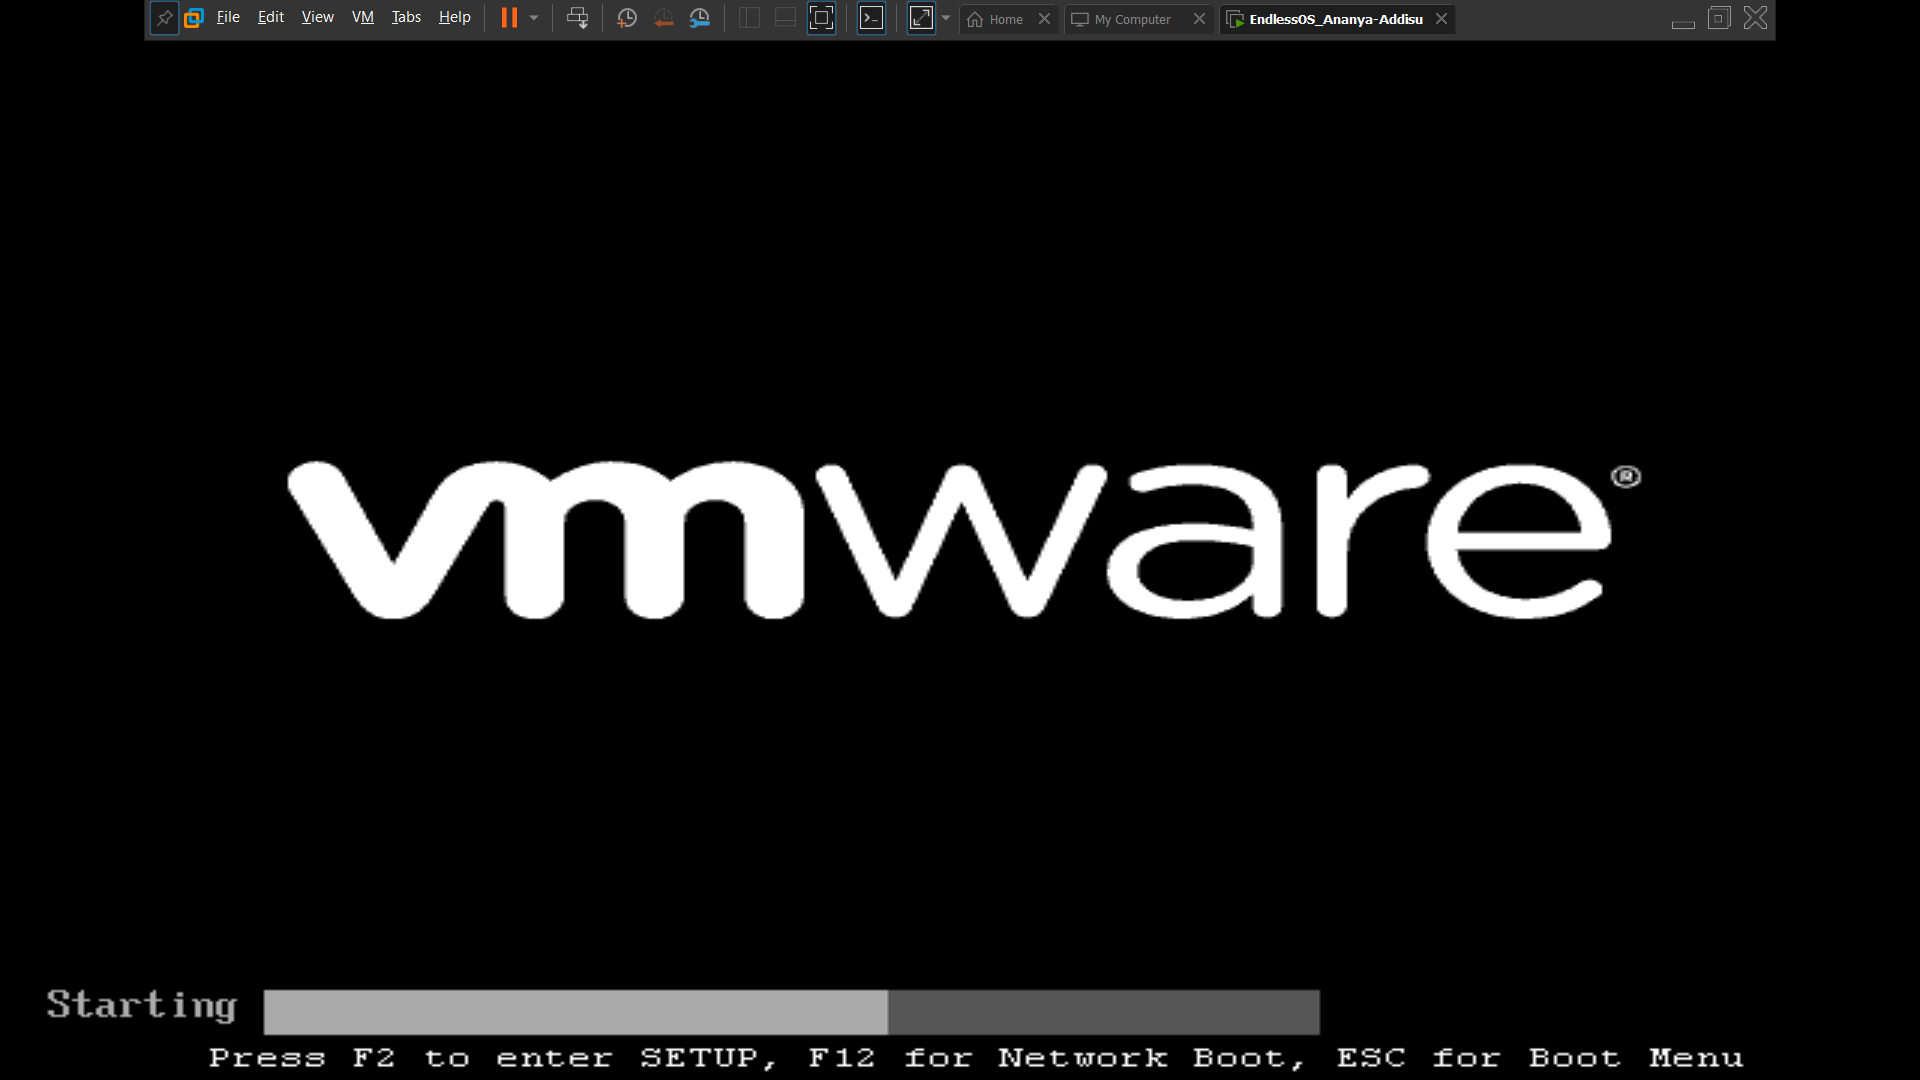 File Edit View VM Tabs Help Home My Computer EndlessOS_Ananya-Addisu
vmware®
Starting
Press F2 to enter SETUP, F12 for Network Boot, ESC for Boot Menu